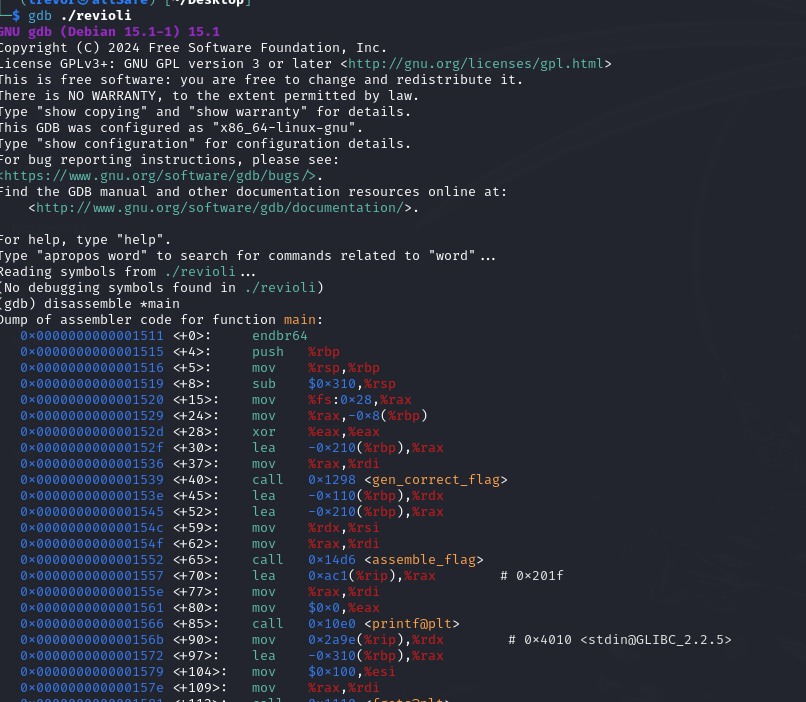 (trevor㉿allsafe) [~/Desktop]
─$ gdb ./revioli
GNU gdb (Debian 15.1-1) 15.1
Copyright (C) 2024 Free Software Foundation, Inc.
License GPLv3+: GNU GPL version 3 or later <http://gnu.org/licenses/gpl.html>
This is free software: you are free to change and redistribute it.
There is NO WARRANTY, to the extent permitted by law.
Type "show copying" and "show warranty" for details.
This GDB was configured as "x86_64-linux-gnu".
Type "show configuration" for configuration details.
For bug reporting instructions, please see:
<https://www.gnu.org/software/gdb/bugs/>.
Find the GDB manual and other documentation resources online at:
    <http://www.gnu.org/software/gdb/documentation/>.

For help, type "help".
Type "apropos word" to search for commands related to "word"...
Reading symbols from ./revioli...
(No debugging symbols found in ./revioli)
(gdb) disassemble *main
Dump of assembler code for function main:
   0x0000000000001511 <+0>:     endbr64
   0x0000000000001515 <+4>:     push   %rbp
   0x0000000000001516 <+5>:     mov    %rsp,%rbp
   0x0000000000001519 <+8>:     sub    $0x310,%rsp
   0x0000000000001520 <+15>:    mov    %fs:0x28,%rax
   0x0000000000001529 <+24>:    mov    %rax,-0x8(%rbp)
   0x000000000000152d <+28>:    xor    %eax,%eax
   0x000000000000152f <+30>:    lea    -0x210(%rbp),%rax
   0x0000000000001536 <+37>:    mov    %rax,%rdi
   0x0000000000001539 <+40>:    call   0x1298 <gen_correct_flag>
   0x000000000000153e <+45>:    lea    -0x110(%rbp),%rdx
   0x0000000000001545 <+52>:    lea    -0x210(%rbp),%rax
   0x000000000000154c <+59>:    mov    %rdx,%rsi
   0x000000000000154f <+62>:    mov    %rax,%rdi
   0x0000000000001552 <+65>:    call   0x14d6 <assemble_flag>
   0x0000000000001557 <+70>:    lea    0xac1(%rip),%rax        # 0x201f
   0x000000000000155e <+77>:    mov    %rax,%rdi
   0x0000000000001561 <+80>:    mov    $0x0,%eax
   0x0000000000001566 <+85>:    call   0x10e0 <printf@plt>
   0x000000000000156b <+90>:    mov    0x2a9e(%rip),%rdx        # 0x4010 <stdin@GLIBC_2.2.5>
   0x0000000000001572 <+97>:    lea    -0x310(%rbp),%rax
   0x0000000000001579 <+104>:   mov    $0x100,%esi
   0x000000000000157e <+109>:   mov    %rax,%rdi